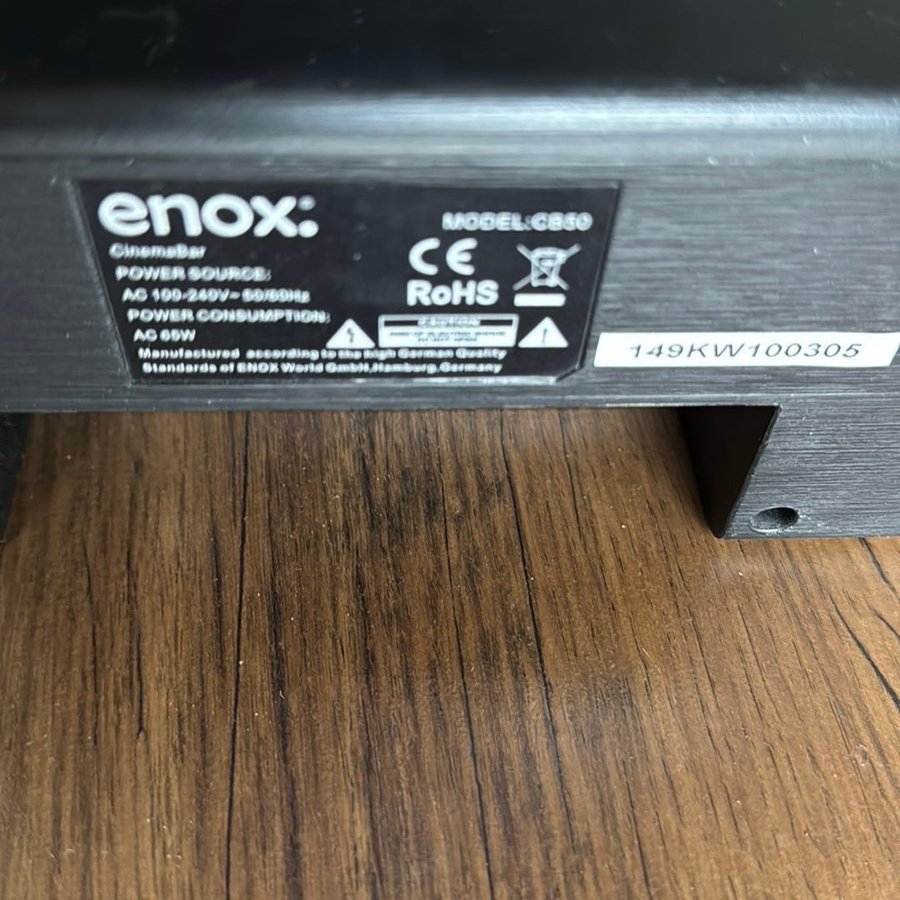 enox:
MODEL:CB50
CinemaBar
POWER SOURCE:
AC 100-240V~ 50/60Hz
CE
RoHS
POWER CONSUMPTION:
AC 65W
CAUTION
Manufactured according to the high German Quality
Standards of ENOX World GmbH,Hamburg,Germany
149KW100305